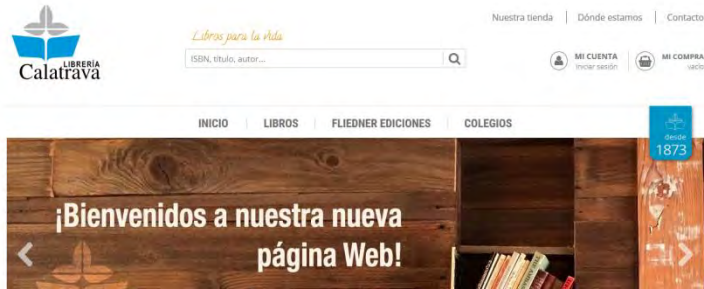 Nuestra tienda
Dónde estamos
Contacto
Libros para la vida
ISBN, título, autor...
MI CUENTA
Iniciar sesión
MI COMPRA
vacío
LIBRERÍA
Calatrava
INICIO
LIBROS
FLIEDNER EDICIONES
COLEGIOS
desde
1873
¡Bienvenidos a nuestra nueva
página Web!